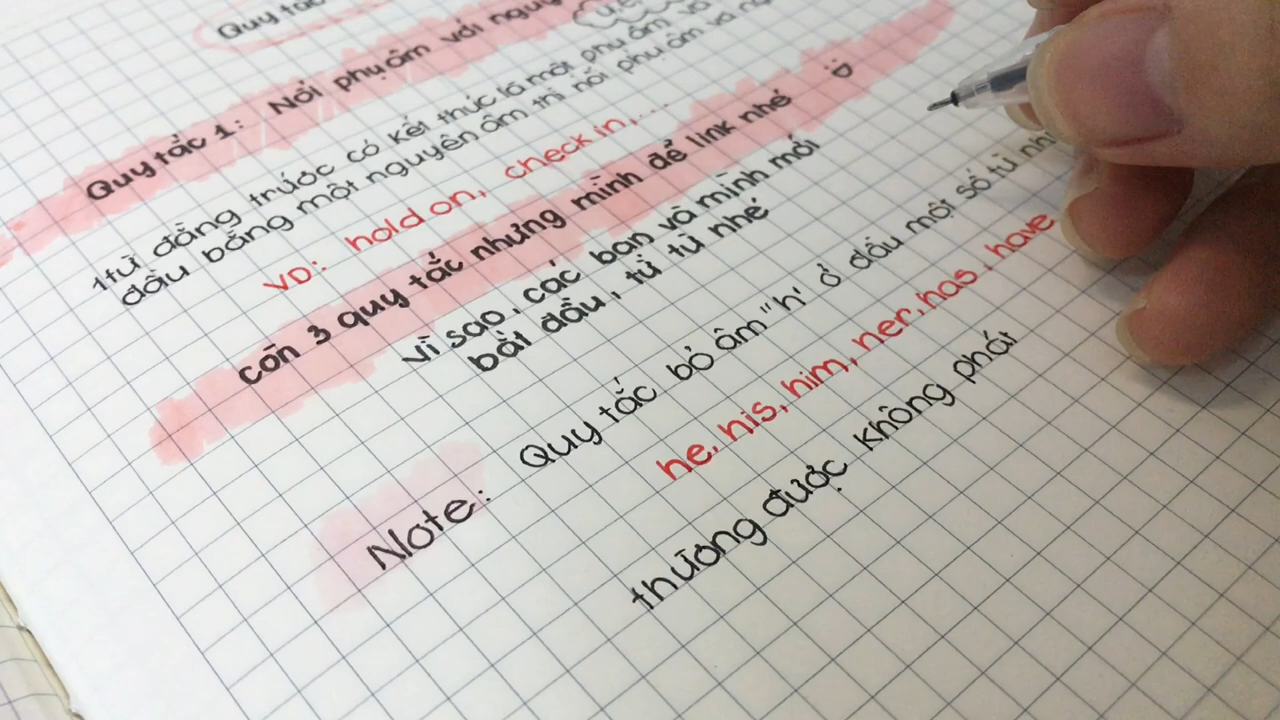 Quy tắc
Quy tắc 1: Nối phụ âm với
1 từ đằng trước có kết thúc là một phụ âm và
đầu bằng một nguyên âm thì nối phụ âm và
VD: hold on, check in, ...
còn 3 quy tắc nhưng mình để link nhé
vì sao, các bạn và mình mới
bắt đầu, từ từ nhé
Note: Quy tắc bỏ âm "h' ở đầu một số từ
he, his, him, her, has, have
thường được không phát